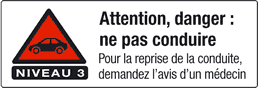 Attention, danger :
ne pas conduire
Pour la reprise de la conduite,
demandez l'avis d'un médecin
NIVEAU 3